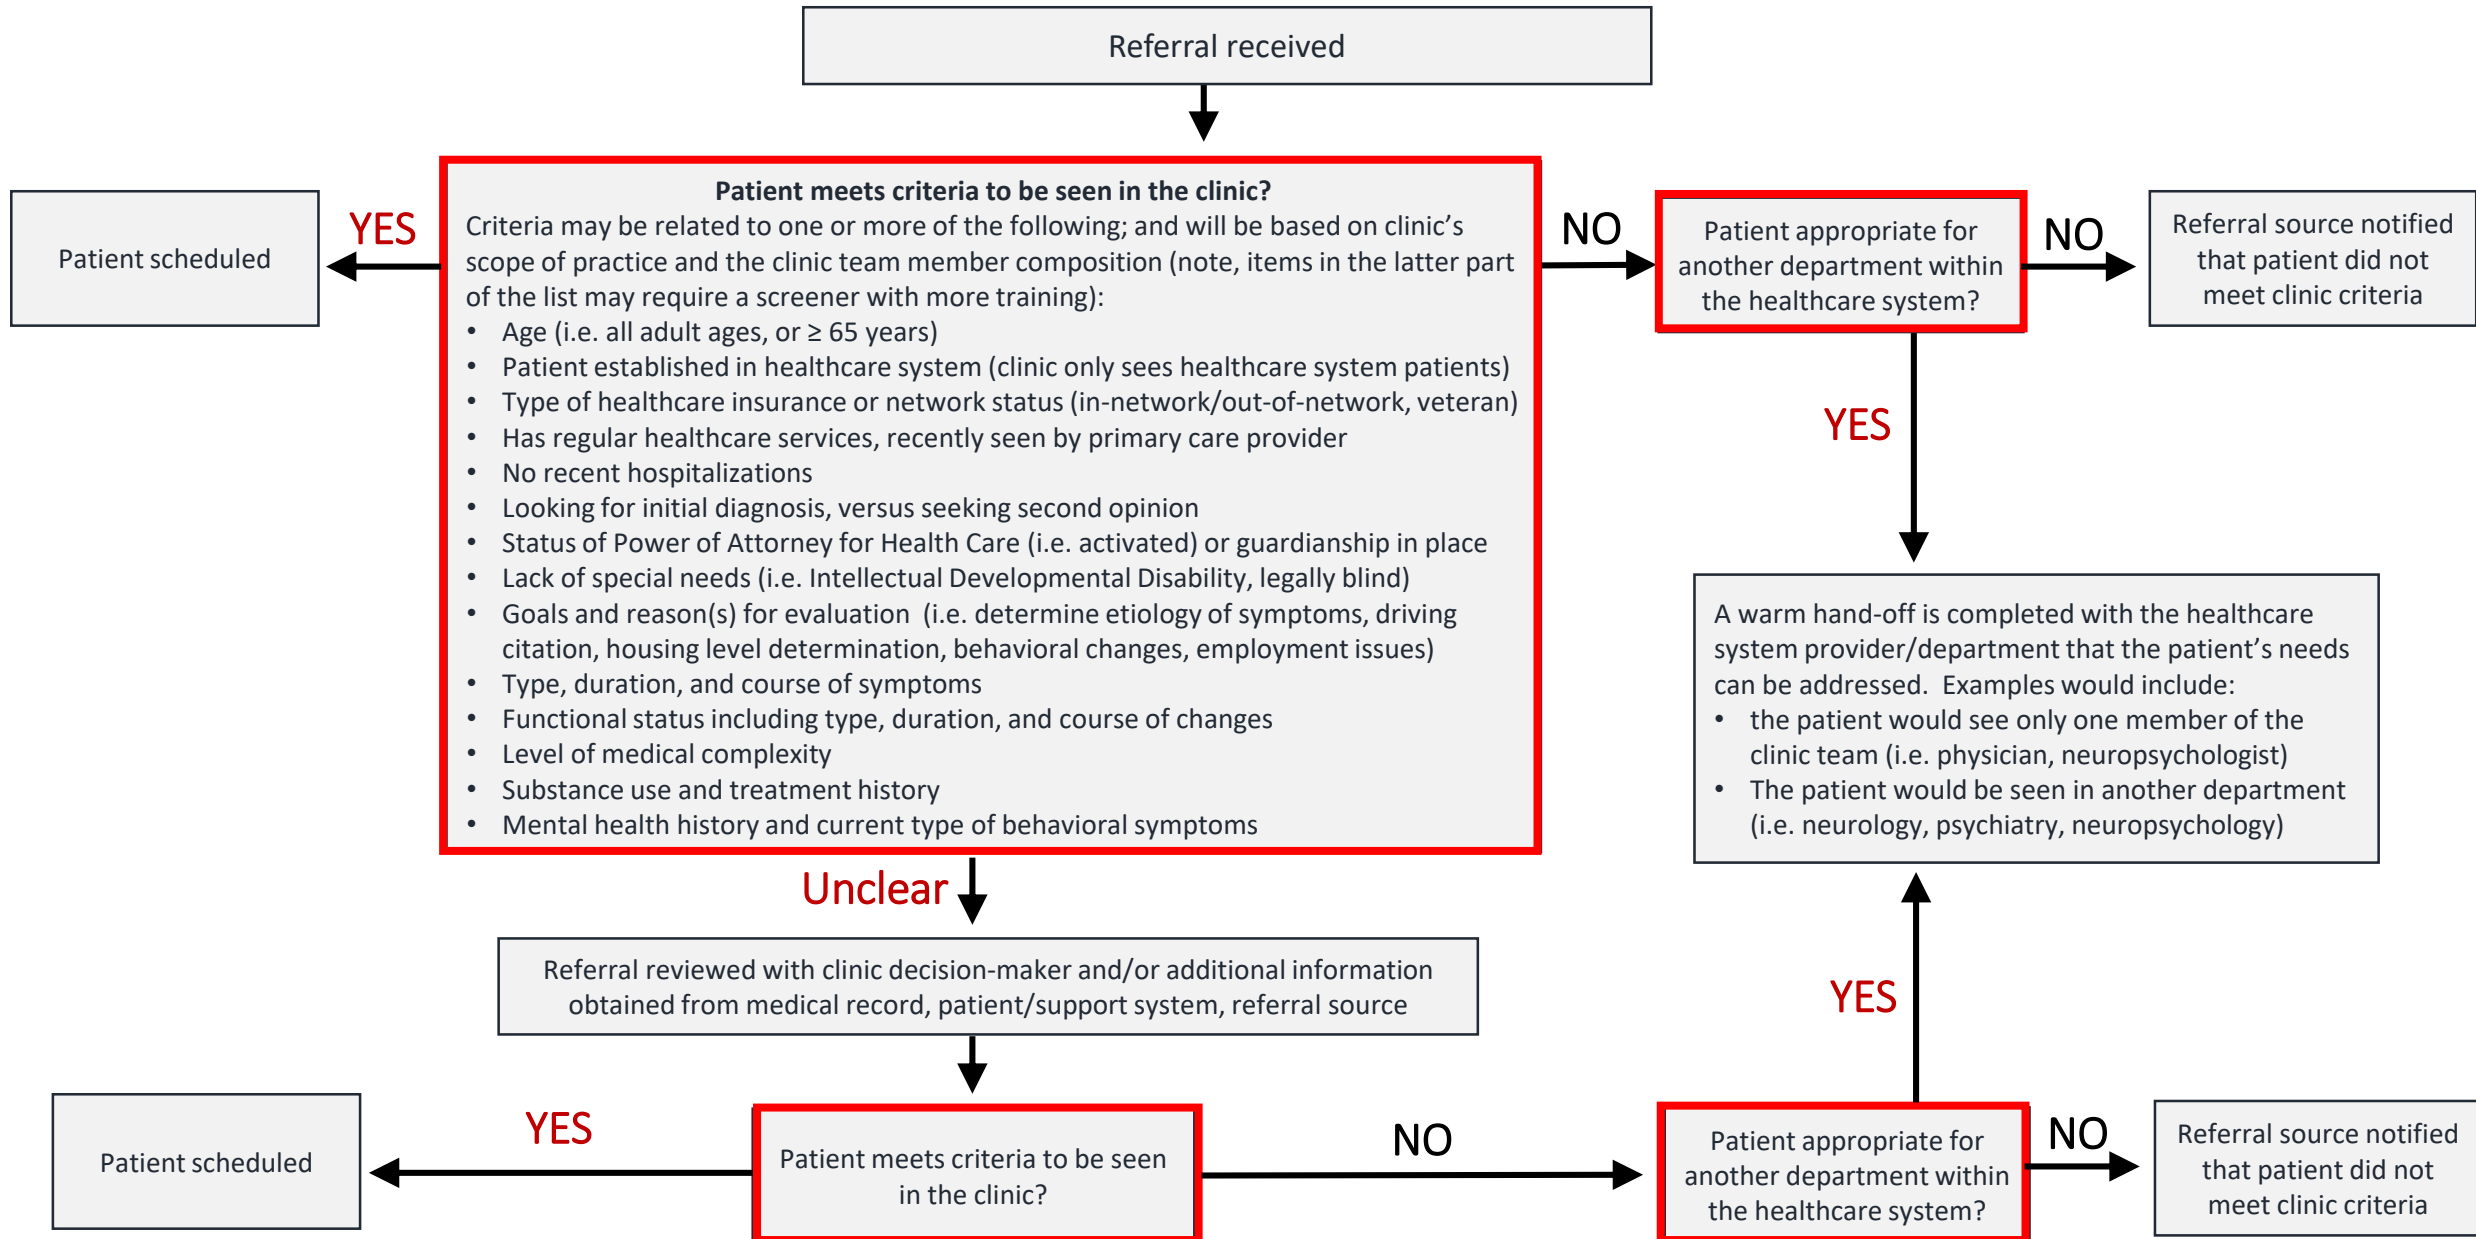 Referral received
Patient scheduled
YES
Patient meets criteria to be seen in the clinic?
Criteria may be related to one or more of the following; and will be based on clinic’s
scope of practice and the clinic team member composition (note, items in the latter part
of the list may require a screener with more training):
• Age (i.e. all adult ages, or ≥ 65 years)
• Patient established in healthcare system (clinic only sees healthcare system patients)
• Type of healthcare insurance or network status (in-network/out-of-network, veteran)
• Has regular healthcare services, recently seen by primary care provider
• No recent hospitalizations
• Looking for initial diagnosis, versus seeking second opinion
• Status of Power of Attorney for Health Care (i.e. activated) or guardianship in place
• Lack of special needs (i.e. Intellectual Developmental Disability, legally blind)
• Goals and reason(s) for evaluation (i.e. determine etiology of symptoms, driving
citation, housing level determination, behavioral changes, employment issues)
• Type, duration, and course of symptoms
• Functional status including type, duration, and course of changes
• Level of medical complexity
• Substance use and treatment history
• Mental health history and current type of behavioral symptoms
NO
Patient appropriate for
another department within
the healthcare system?
NO
Referral source notified
that patient did not
meet clinic criteria
YES
A warm hand-off is completed with the healthcare
system provider/department that the patient’s needs
can be addressed. Examples would include:
• the patient would see only one member of the
clinic team (i.e. physician, neuropsychologist)
• The patient would be seen in another department
(i.e. neurology, psychiatry, neuropsychology)
Unclear
Referral reviewed with clinic decision-maker and/or additional information
obtained from medical record, patient/support system, referral source
Patient scheduled
YES
Patient meets criteria to be seen
in the clinic?
NO
YES
Patient appropriate for
another department within
the healthcare system?
NO
Referral source notified
that patient did not
meet clinic criteria